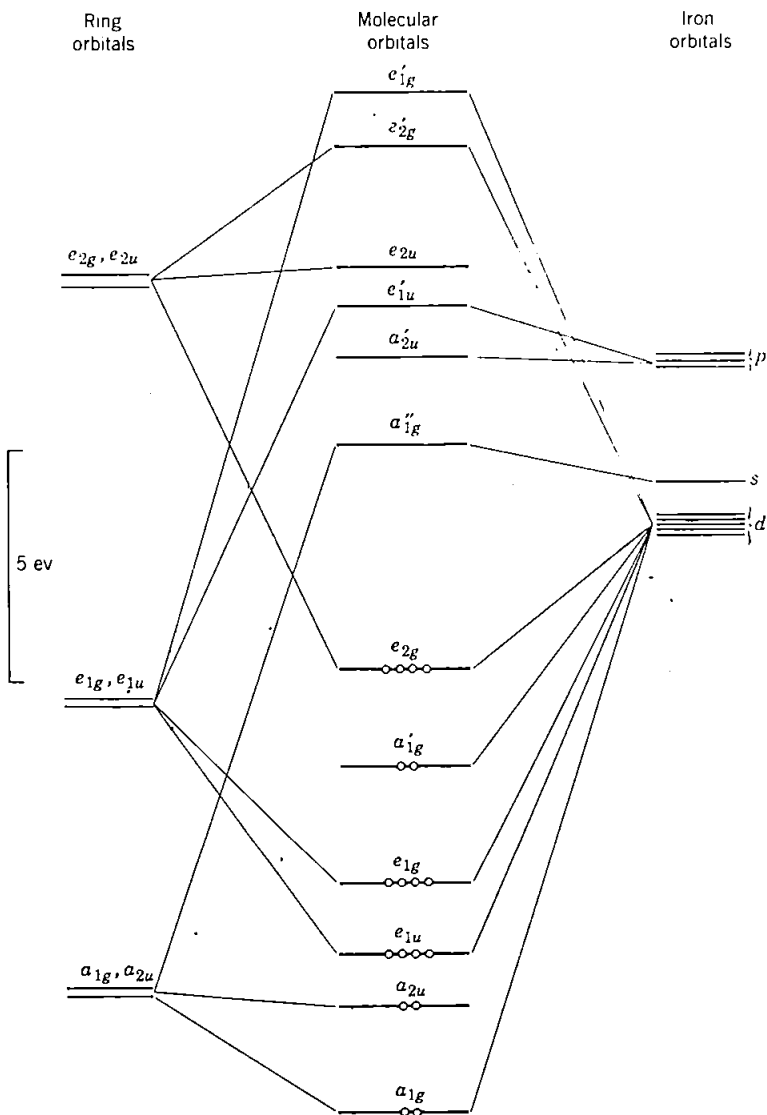 Ring
orbitals
Molecular
orbitals
Iron
orbitals
e′1g
e′2g
e2g, e2u
e2u
e′1u
a′2u
p
a″1g
s
d
5 ev
e2g
e1g, e1u
a′1g
e1g
e1u
a1g, a2u
a2u
a1g